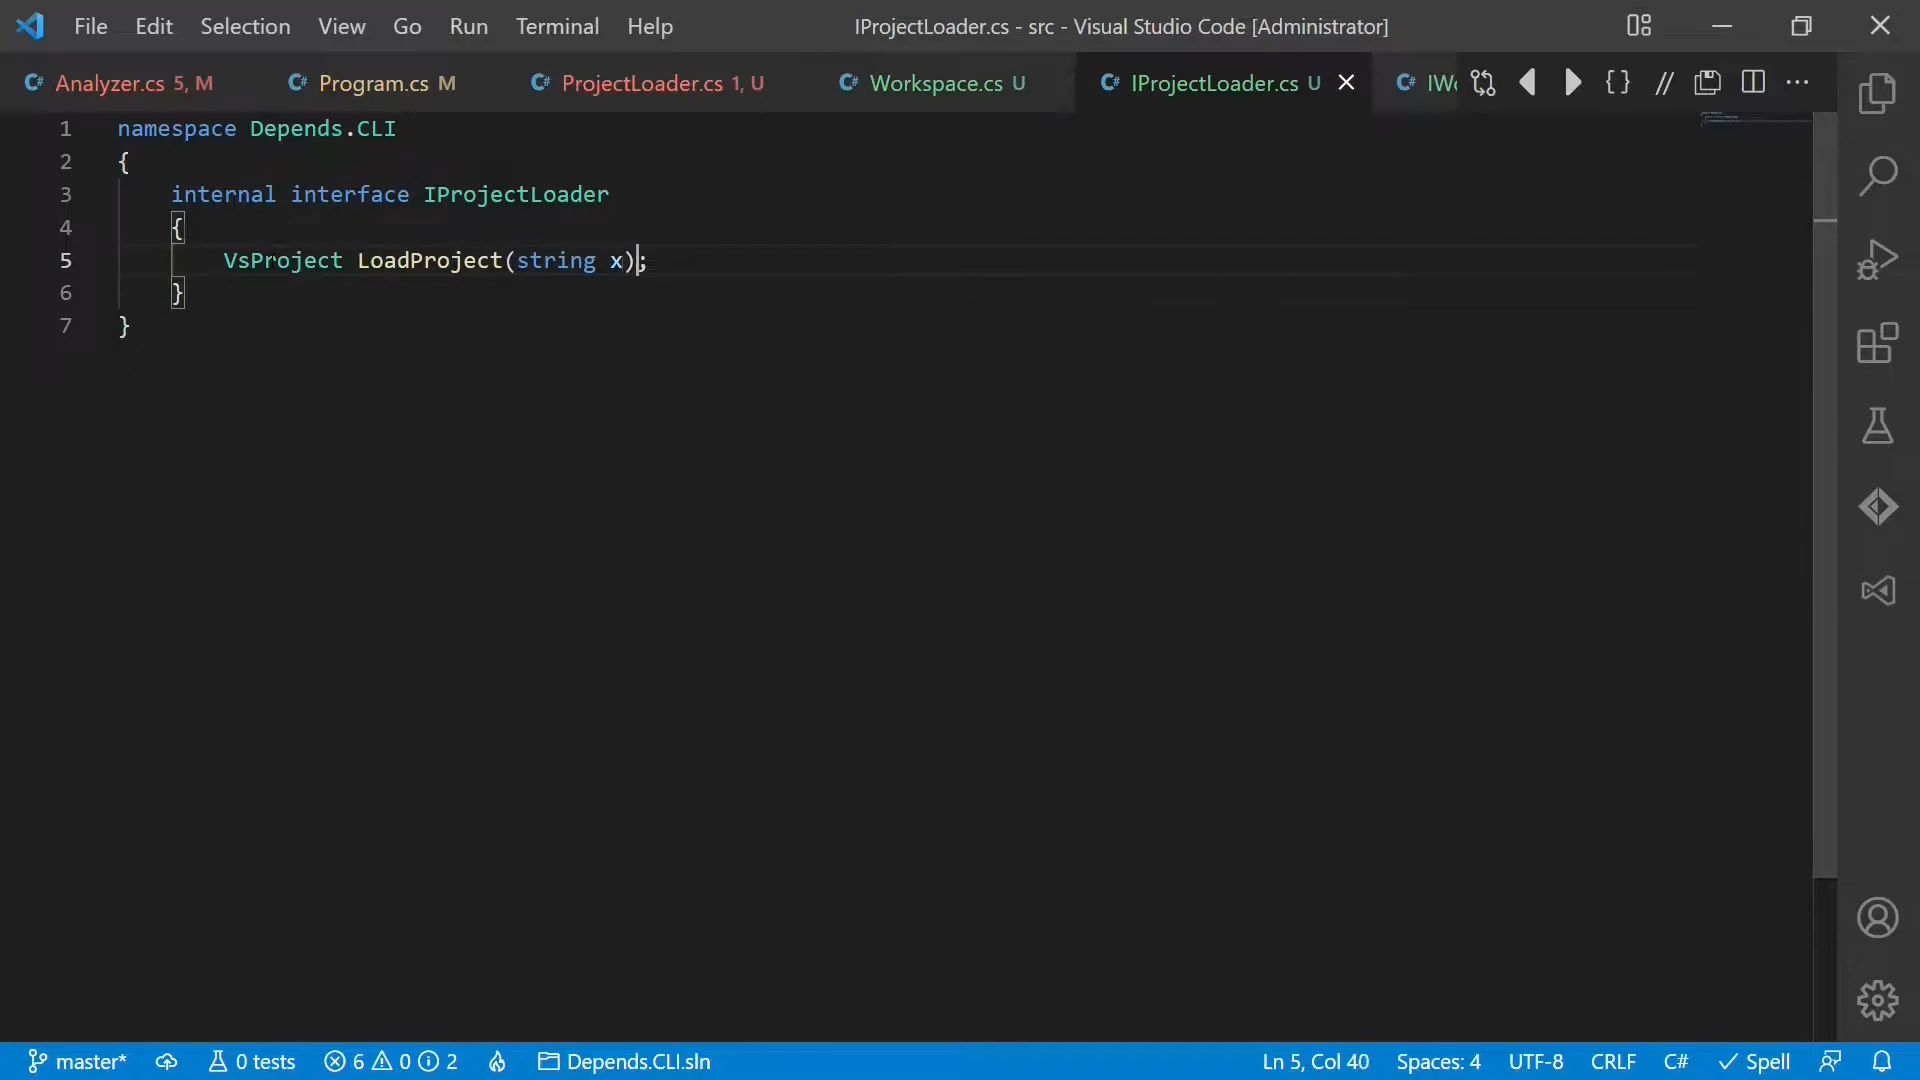 File Edit Selection View Go Run Terminal Help IProjectLoader.cs - src - Visual Studio Code [Administrator]
Analyzer.cs 5, M Program.cs M ProjectLoader.cs 1, U Workspace.cs U IProjectLoader.cs U
1 namespace Depends.CLI
2 {
3 internal interface IProjectLoader
4 {
5 VsProject LoadProject(string x);
6 }
7 }
master* 0 tests 6 0 2 Depends.CLI.sln Ln 5, Col 40 Spaces: 4 UTF-8 CRLF C# Spell